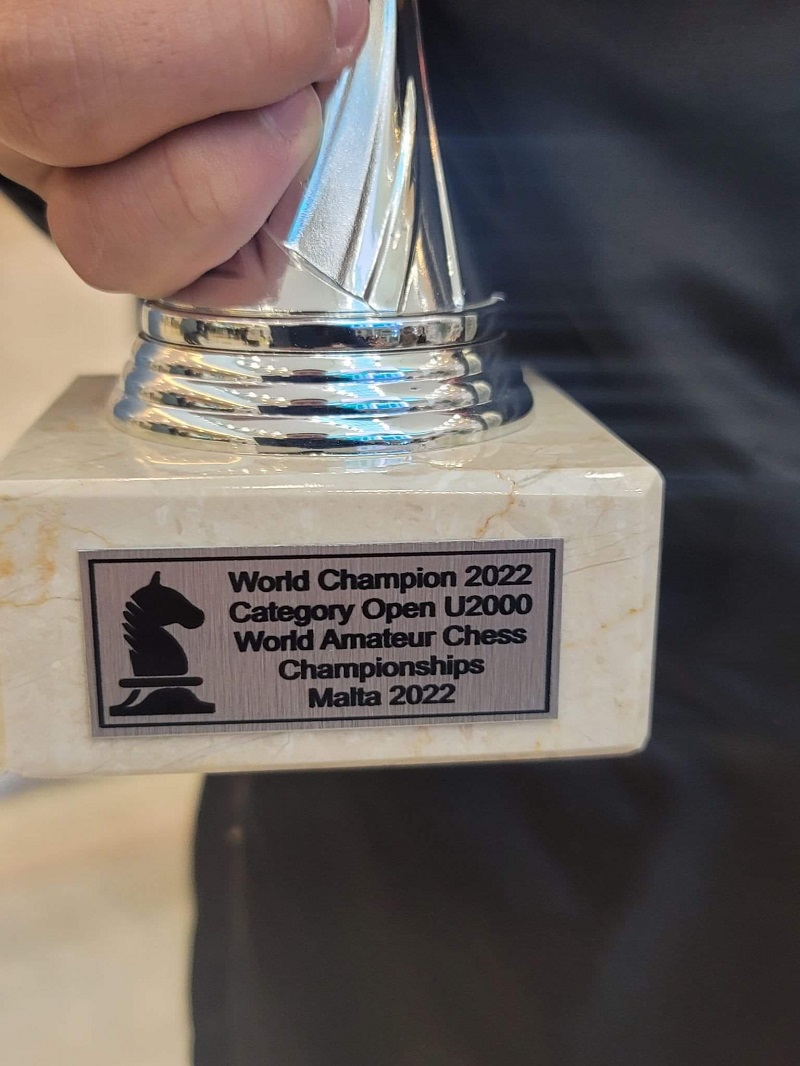 World Champion 2022
Category Open U2000
World Amateur Chess
Championships
Malta 2022